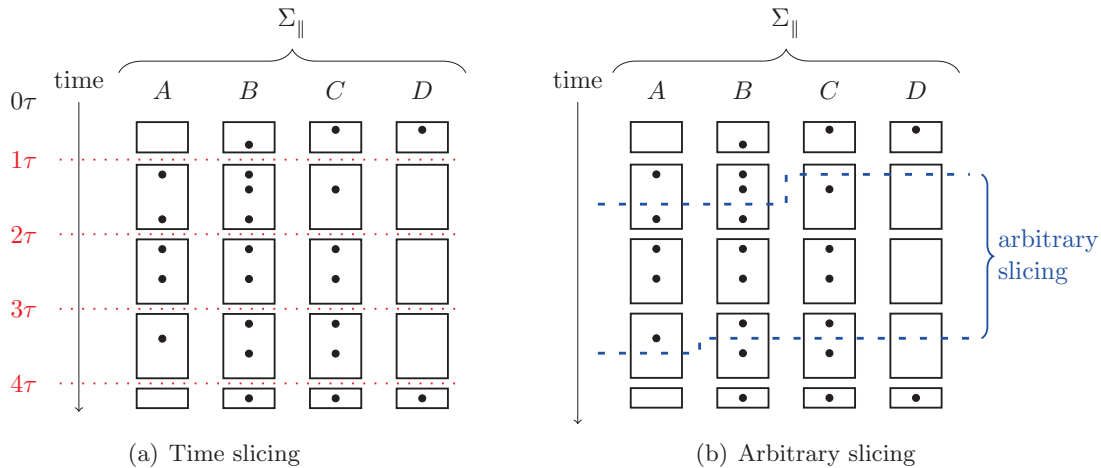 Σ∥
time
A B C D
0τ
1τ
2τ
3τ
4τ
(a) Time slicing
Σ∥
time
A B C D
arbitrary
slicing
(b) Arbitrary slicing